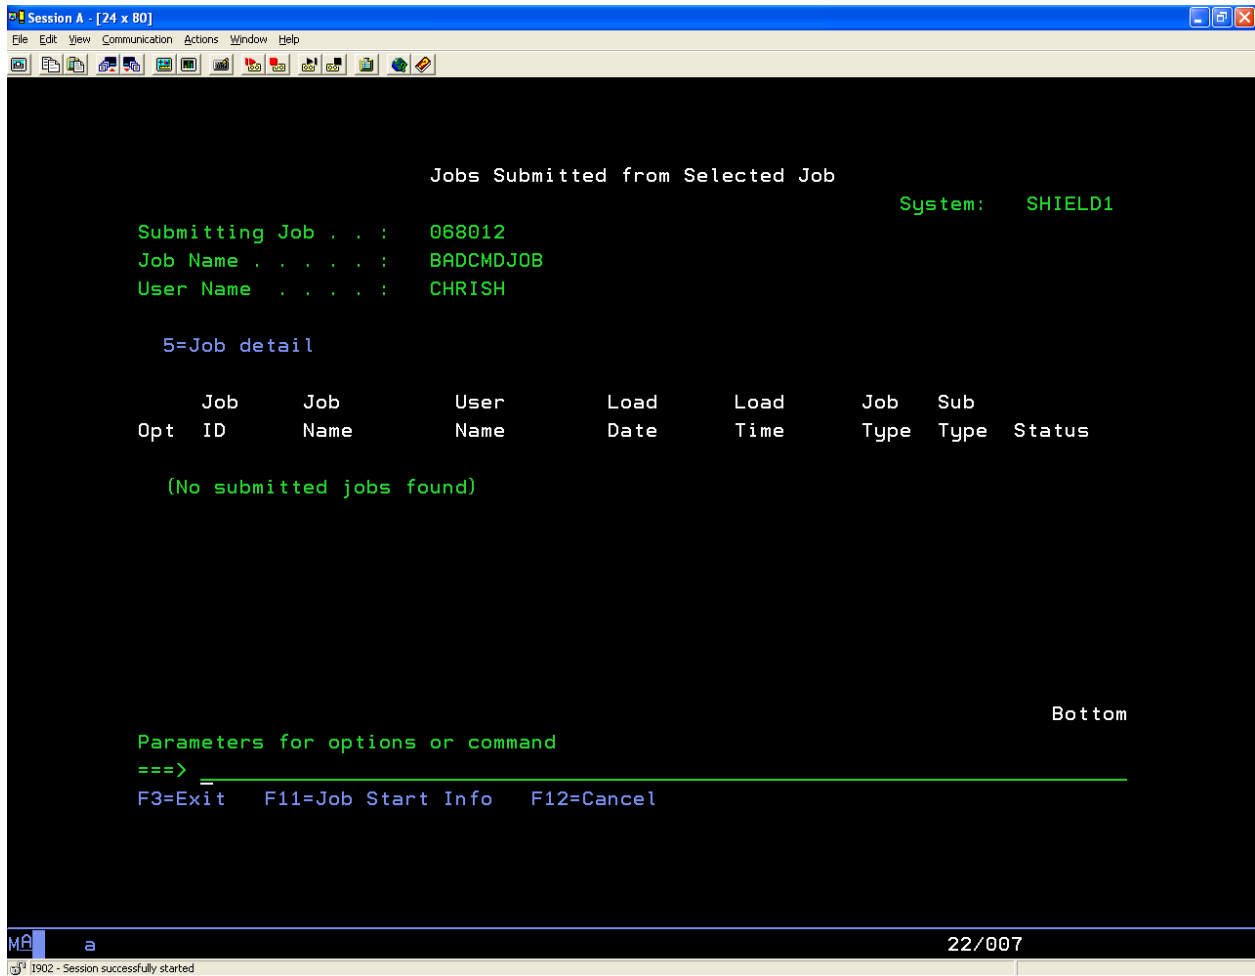 Session A - [24 x 80]
File Edit View Communication Actions Window Help
Jobs Submitted from Selected Job
System: SHIELD1
Submitting Job . . : 068012
Job Name . . . . . : BADCMDJOB
User Name . . . . : CHRISH
5=Job detail
Job Job User Load Load Job Sub
Opt ID Name Name Date Time Type Type Status
(No submitted jobs found)
Bottom
Parameters for options or command
===>
F3=Exit F11=Job Start Info F12=Cancel
MA a 22/007
I902 - Session successfully started